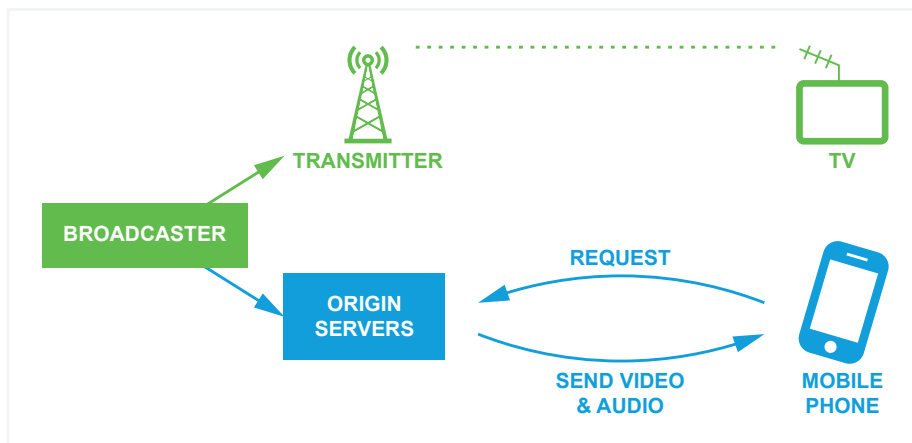 TRANSMITTER
TV
BROADCASTER
REQUEST
ORIGIN
SERVERS
SEND VIDEO
& AUDIO
MOBILE
PHONE